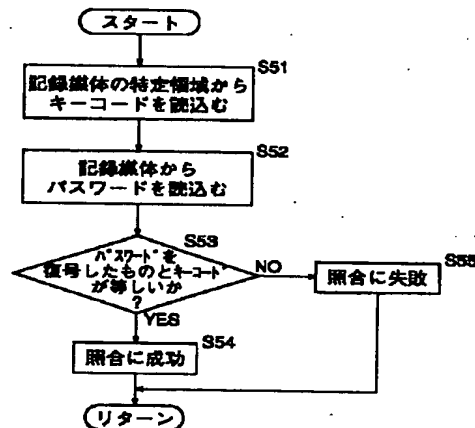 スタート
S51
記録媒体の特定領域から
キーコードを読込む
S52
記録媒体から
パスワードを読込む
S53
パスワードを
復号したものとキーコード
が等しいか
?
NO
S55
照合に失敗
YES
S54
照合に成功
リターン